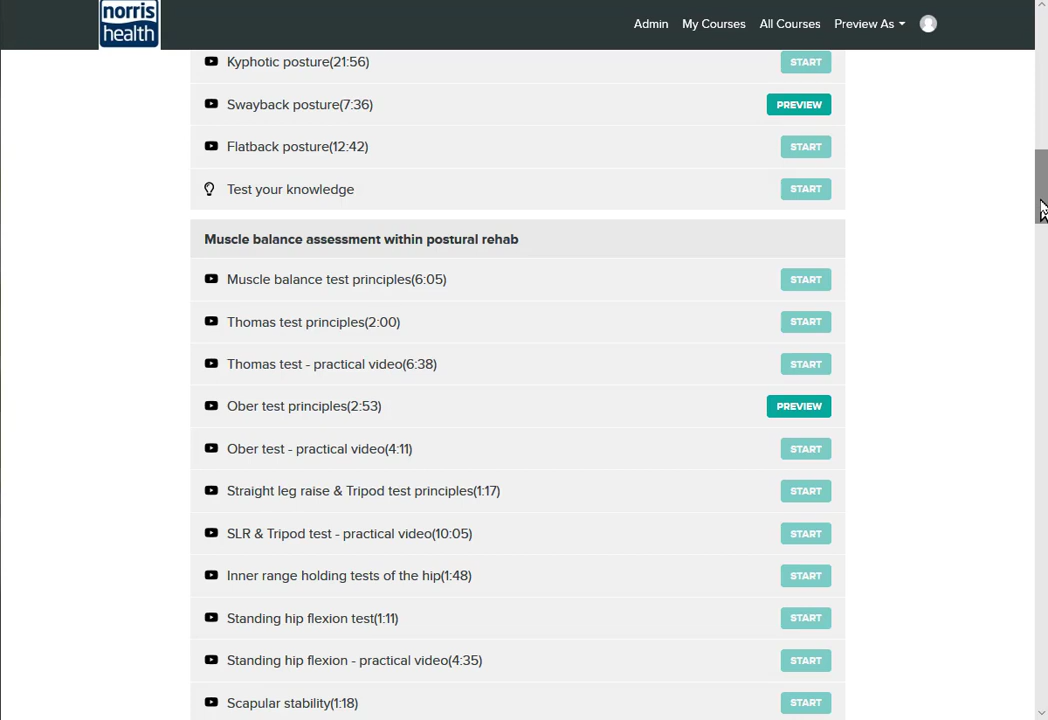 norris
health
Admin My Courses All Courses Preview As
Kyphotic posture(21:56) START
Swayback posture(7:36) PREVIEW
Flatback posture(12:42) START
Test your knowledge START
Muscle balance assessment within postural rehab
Muscle balance test principles(6:05) START
Thomas test principles(2:00) START
Thomas test - practical video(6:38) START
Ober test principles(2:53) PREVIEW
Ober test - practical video(4:11) START
Straight leg raise & Tripod test principles(1:17) START
SLR & Tripod test - practical video(10:05) START
Inner range holding tests of the hip(1:48) START
Standing hip flexion test(1:11) START
Standing hip flexion - practical video(4:35) START
Scapular stability(1:18) START